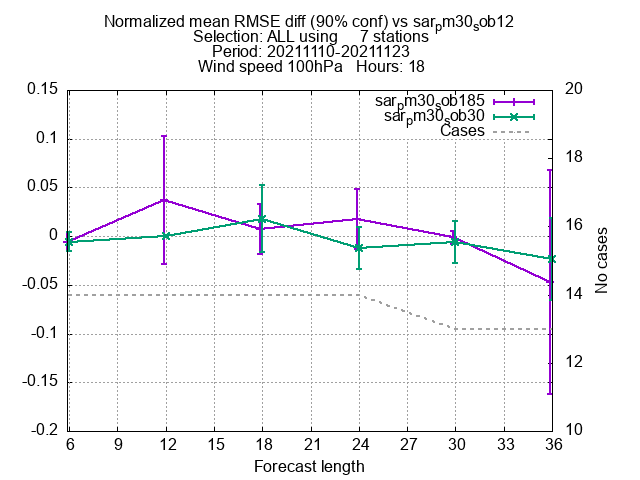 Normalized mean RMSE diff (90% conf) vs sarpm30sob12
Selection: ALL using 7 stations
Period: 20211110-20211123
Wind speed 100hPa Hours: 18
sarpm30sob185
sarpm30sob30
Cases
0.15
0.1
0.05
0
-0.05
-0.1
-0.15
-0.2
20
18
16
14
12
10
No cases
6 9 12 15 18 21 24 27 30 33 36
Forecast length